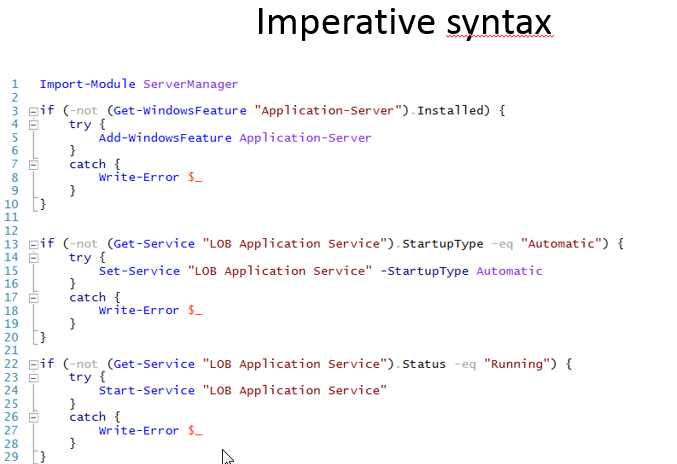 Imperative syntax
1 Import-Module ServerManager
2
3 if (-not (Get-WindowsFeature "Application-Server").Installed) {
4 try {
5 Add-WindowsFeature Application-Server
6 }
7 catch {
8 Write-Error $_
9 }
10 }
11
12
13 if (-not (Get-Service "LOB Application Service").StartupType -eq "Automatic") {
14 try {
15 Set-Service "LOB Application Service" -StartupType Automatic
16 }
17 catch {
18 Write-Error $_
19 }
20 }
21
22 if (-not (Get-Service "LOB Application Service").Status -eq "Running") {
23 try {
24 Start-Service "LOB Application Service"
25 }
26 catch {
27 Write-Error $_
28 }
29 }